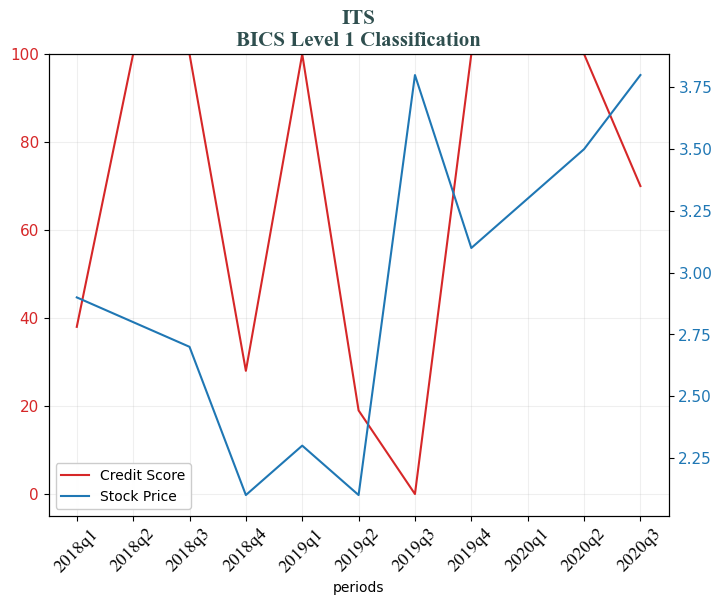 ITS
BICS Level 1 Classification
100
80
60
40
20
0
3.75
3.50
3.25
3.00
2.75
2.50
2.25
Credit Score
Stock Price
2018q1
2018q2
2018q3
2018q4
2019q1
2019q2
2019q3
2019q4
2020q1
2020q2
2020q3
periods